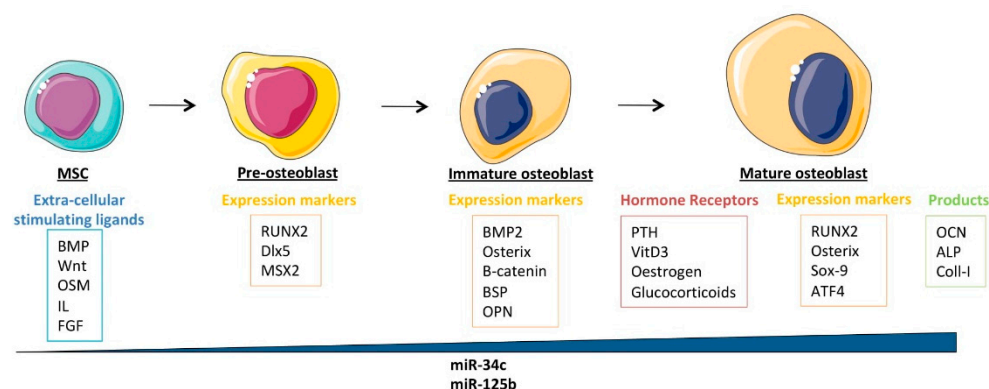 MSC
Extra-cellular
stimulating ligands
BMP
Wnt
OSM
IL
FGF
Pre-osteoblast
Expression markers
RUNX2
Dlx5
MSX2
Immature osteoblast
Expression markers
BMP2
Osterix
B-catenin
BSP
OPN
Mature osteoblast
Hormone Receptors
PTH
VitD3
Oestrogen
Glucocorticoids
Expression markers
RUNX2
Osterix
Sox-9
ATF4
Products
OCN
ALP
Coll-I
miR-34c
miR-125b